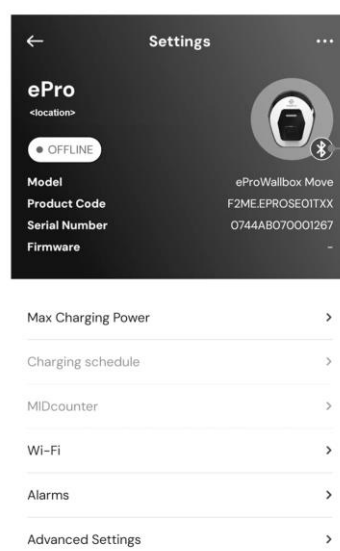 Settings
ePro
<location>
OFFLINE
Model eProWallbox Move
Product Code F2ME.EPROSE01TXX
Serial Number 0744AB070001267
Firmware -
Max Charging Power
Charging schedule
MIDcounter
Wi-Fi
Alarms
Advanced Settings